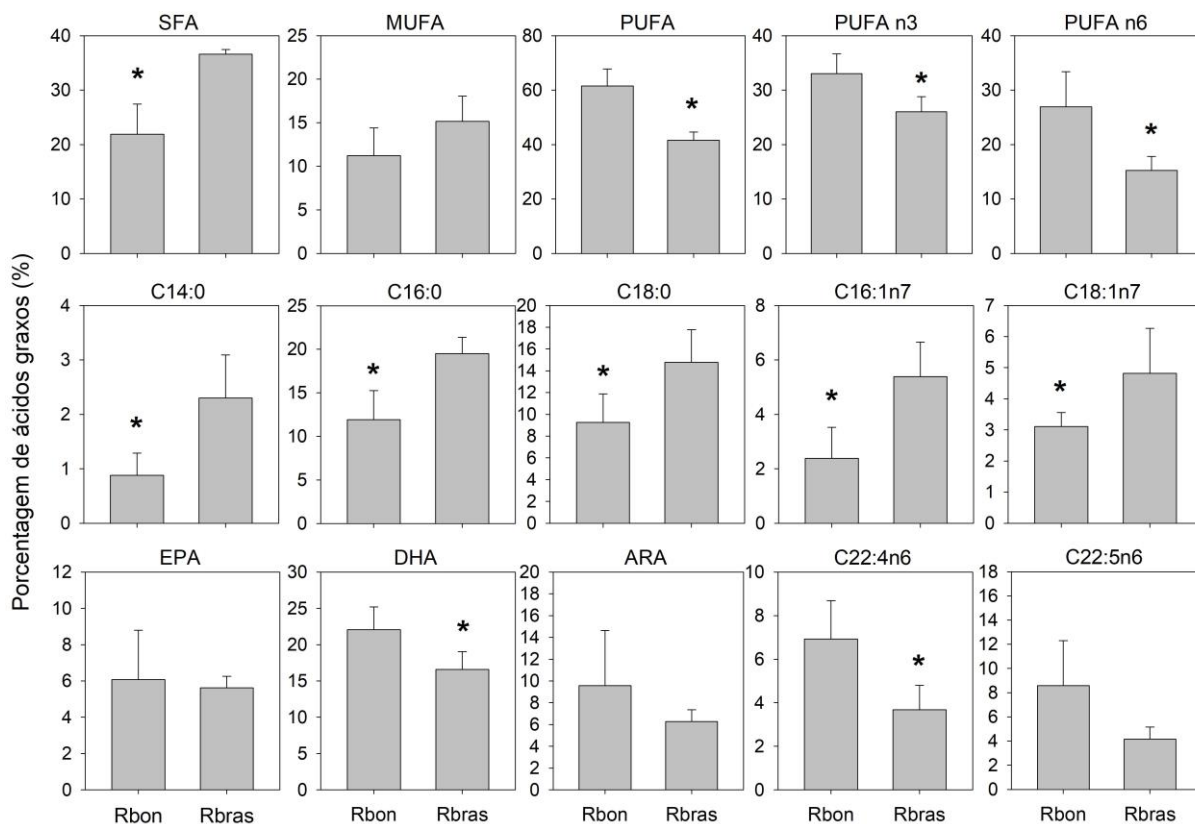 SFA MUFA PUFA PUFA n3 PUFA n6
40 25 80 40 40
30 20 60 30 30
20 15 40 20 20
10 10 20 10 10
0 5 0 0 0
0
*
*
*
*
C14:0 C16:0 C18:0 C16:1n7 C18:1n7
4 25 20 8 7
3 20 18 6 6
2 15 16 4 5
1 10 14 2 4
0 5 12 0 3
0 10 2
8 1
6 0
4
2
0
*
*
*
*
*
EPA DHA ARA C22:4n6 C22:5n6
12 30 20 10 18
10 25 18 8 16
8 20 16 6 14
6 15 14 4 12
4 10 12 2 10
2 5 10 0 8
0 0 8 6
6 4
4 2
2 0
0
*
*
Rbon Rbras Rbon Rbras Rbon Rbras Rbon Rbras Rbon Rbras
Porcentagem de ácidos graxos (%)